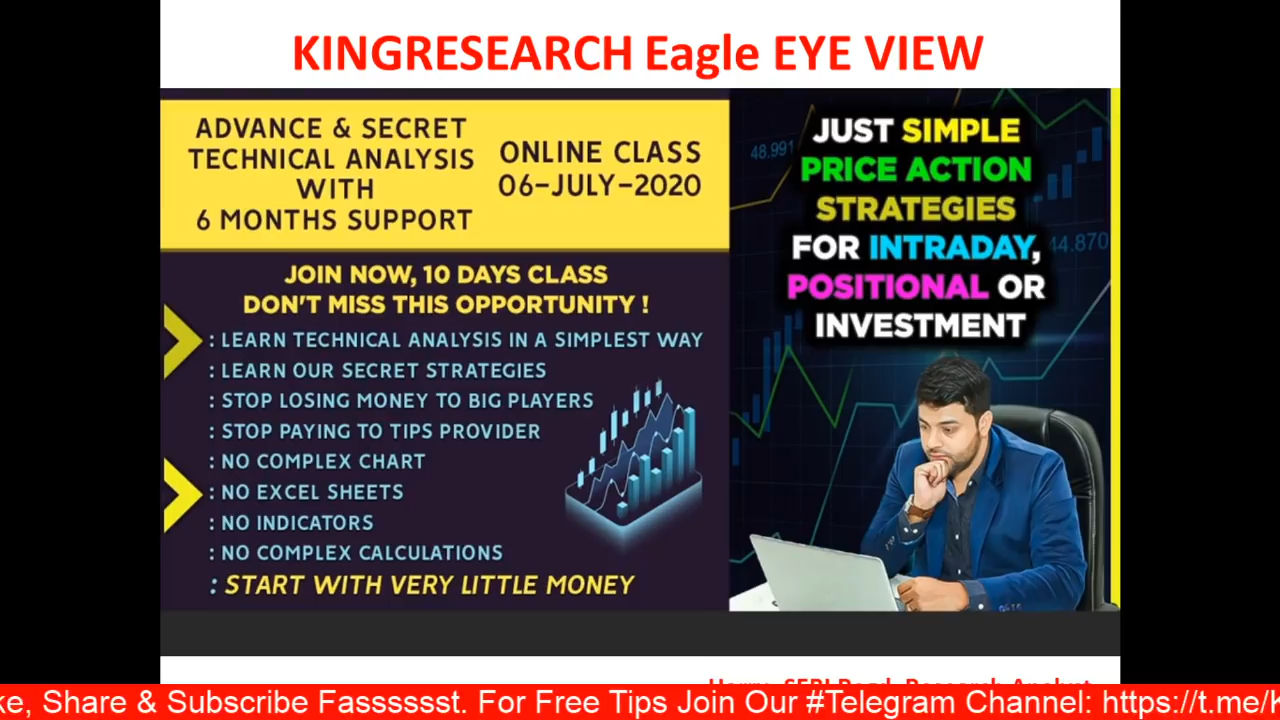 KINGRESEARCH Eagle EYE VIEW
ADVANCE & SECRET
TECHNICAL ANALYSIS
WITH
6 MONTHS SUPPORT
ONLINE CLASS
06-JULY-2020
JOIN NOW, 10 DAYS CLASS
DON'T MISS THIS OPPORTUNITY !
: LEARN TECHNICAL ANALYSIS IN A SIMPLEST WAY
: LEARN OUR SECRET STRATEGIES
: STOP LOSING MONEY TO BIG PLAYERS
: STOP PAYING TO TIPS PROVIDER
: NO COMPLEX CHART
: NO EXCEL SHEETS
: NO INDICATORS
: NO COMPLEX CALCULATIONS
: START WITH VERY LITTLE MONEY
JUST SIMPLE
PRICE ACTION
STRATEGIES
FOR INTRADAY,
POSITIONAL OR
INVESTMENT
48.991
44.870
ke, Share & Subscribe Fasssssst. For Free Tips Join Our #Telegram Channel: https://t.me/k